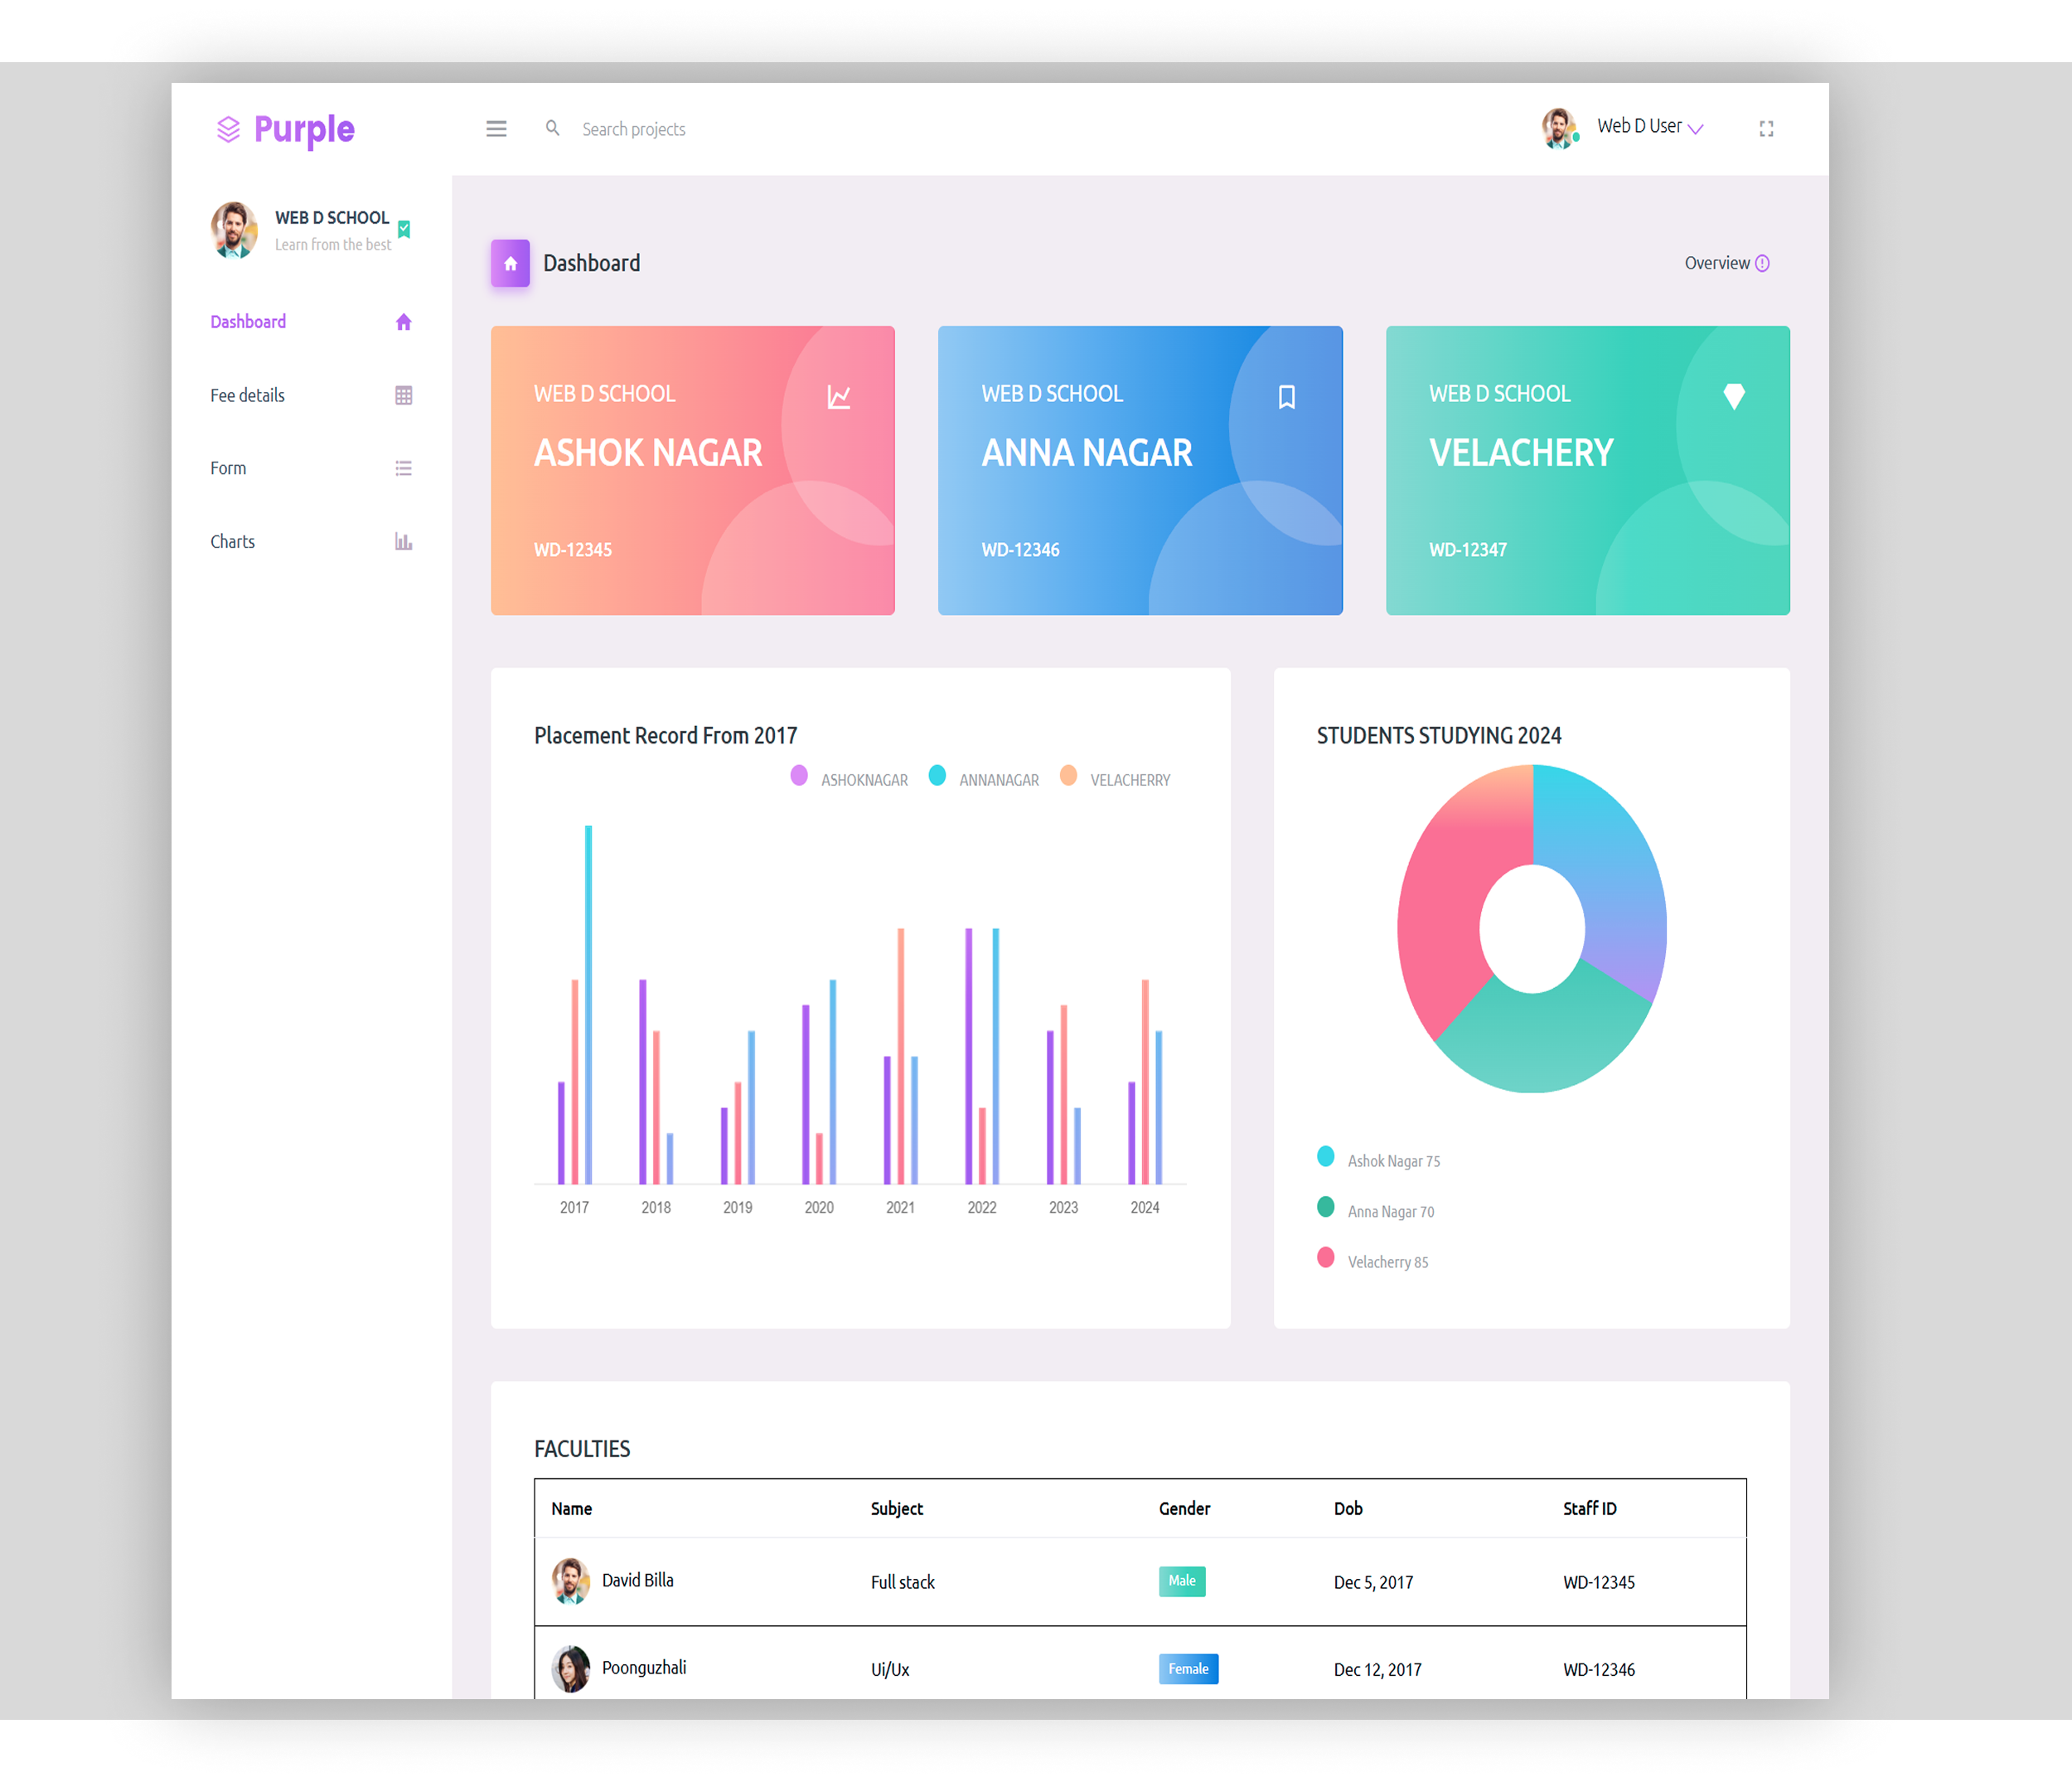 Purple
Search projects
Web D User
WEB D SCHOOL
Learn from the best
Dashboard
Fee details
Form
Charts
Dashboard
Overview
WEB D SCHOOL
ASHOK NAGAR
WD-12345
WEB D SCHOOL
ANNA NAGAR
WD-12346
WEB D SCHOOL
VELACHERY
WD-12347
Placement Record From 2017
ASHOKNAGAR ANNANAGAR VELACHERRY
2017 2018 2019 2020 2021 2022 2023 2024
STUDENTS STUDYING 2024
Ashok Nagar 75
Anna Nagar 70
Velacherry 85
FACULTIES
Name Subject Gender Dob Staff ID
David Billa Full stack Male Dec 5, 2017 WD-12345
Poonguzhali Ui/Ux Female Dec 12, 2017 WD-12346